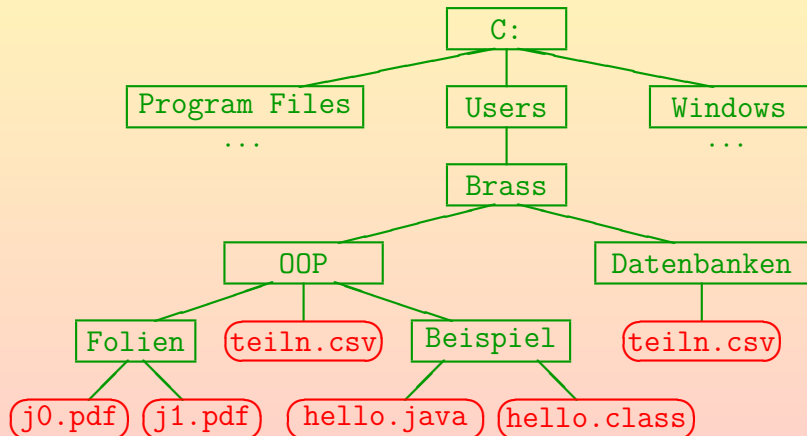 C:
Program Files Users Windows
... ...
Brass
OOP Datenbanken
Folien teiln.csv Beispiel teiln.csv
j0.pdf j1.pdf hello.java hello.class